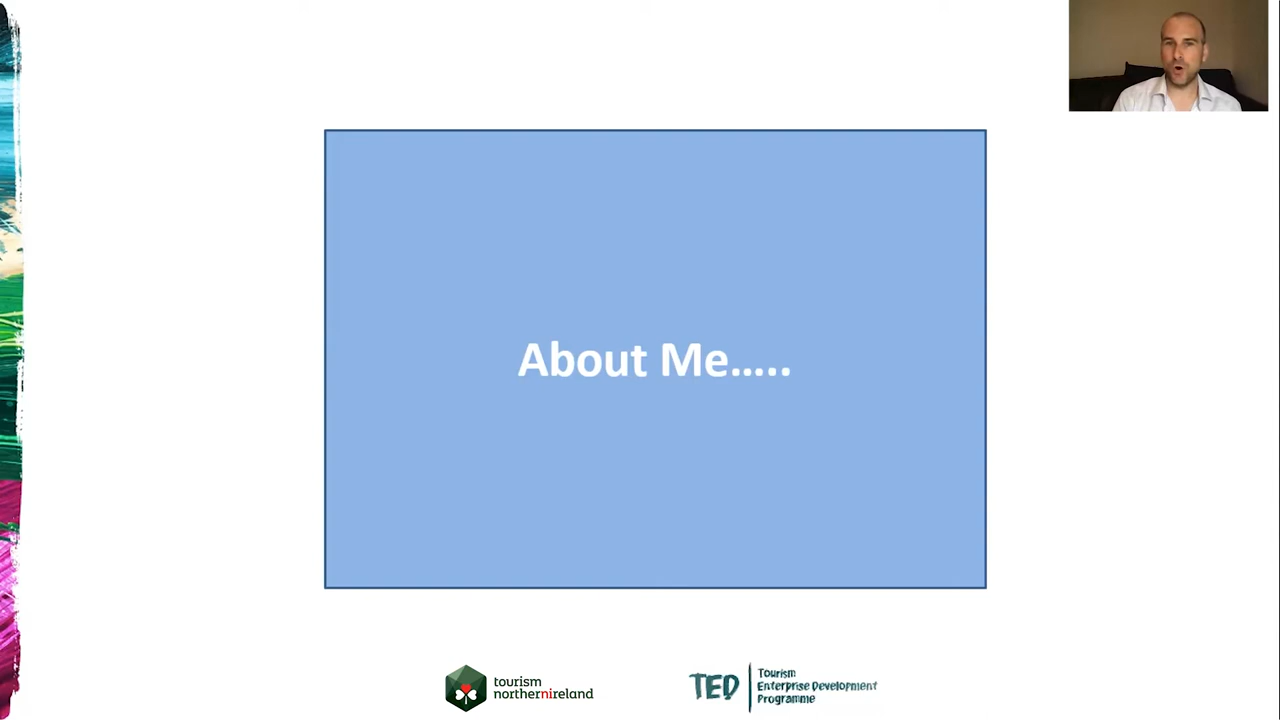 About Me…..
tourism
northernireland
TED
Tourism
Enterprise Development
Programme